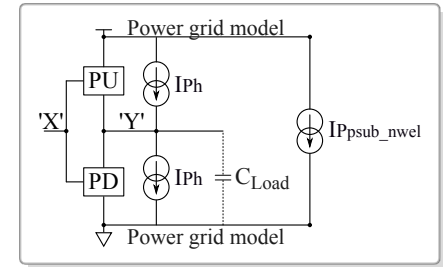 Power grid model
PU
IPh
'X'
'Y'
IPpsub_nwel
PD
IPh
CLoad
Power grid model